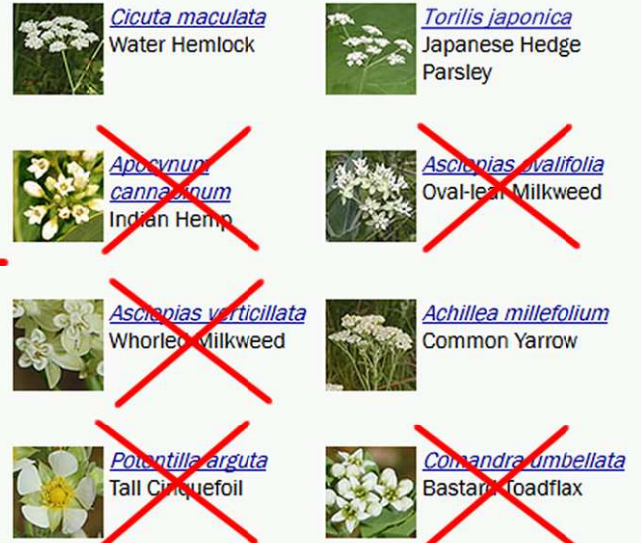 Cicuta maculata
Water Hemlock
Torilis japonica
Japanese Hedge
Parsley
Apocynum
cannabinum
Indian Hemp
Asclepias ovalifolia
Oval-leaf Milkweed
Asclepias verticillata
Whorled Milkweed
Achillea millefolium
Common Yarrow
Potentilla arguta
Tall Cinquefoil
Comandra umbellata
Bastard Toadflax